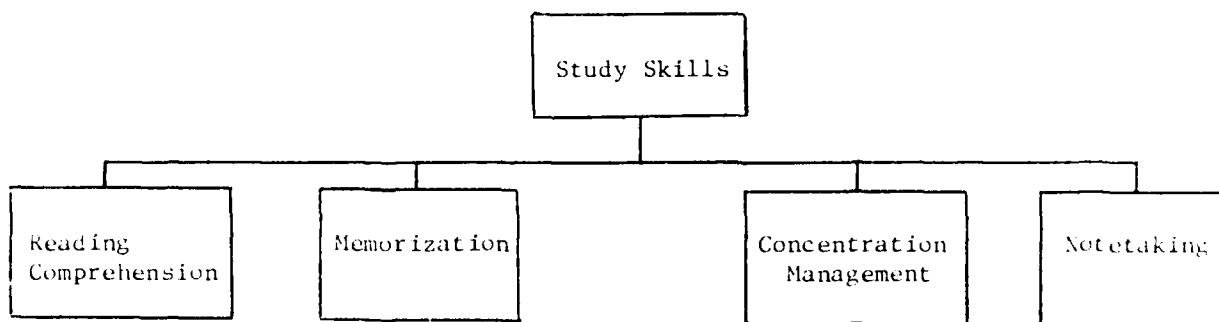 Study Skills
Reading
Comprehension
Memorization
Concentration
Management
Notetaking